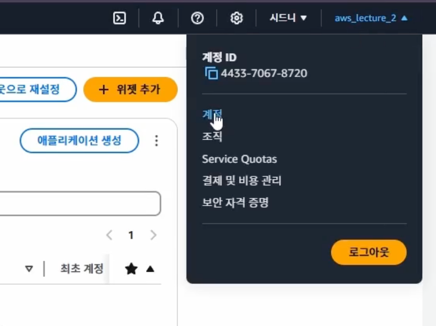 시드니 ▼ aws_lecture_2 ▲
계정 ID
4433-7067-8720
계정
조직
Service Quotas
결제 및 비용 관리
보안 자격 증명
로그아웃
웃으로 재설정
+ 위젯 추가
애플리케이션 생성
< 1 >
▽ 최초 계정 ★ ▲